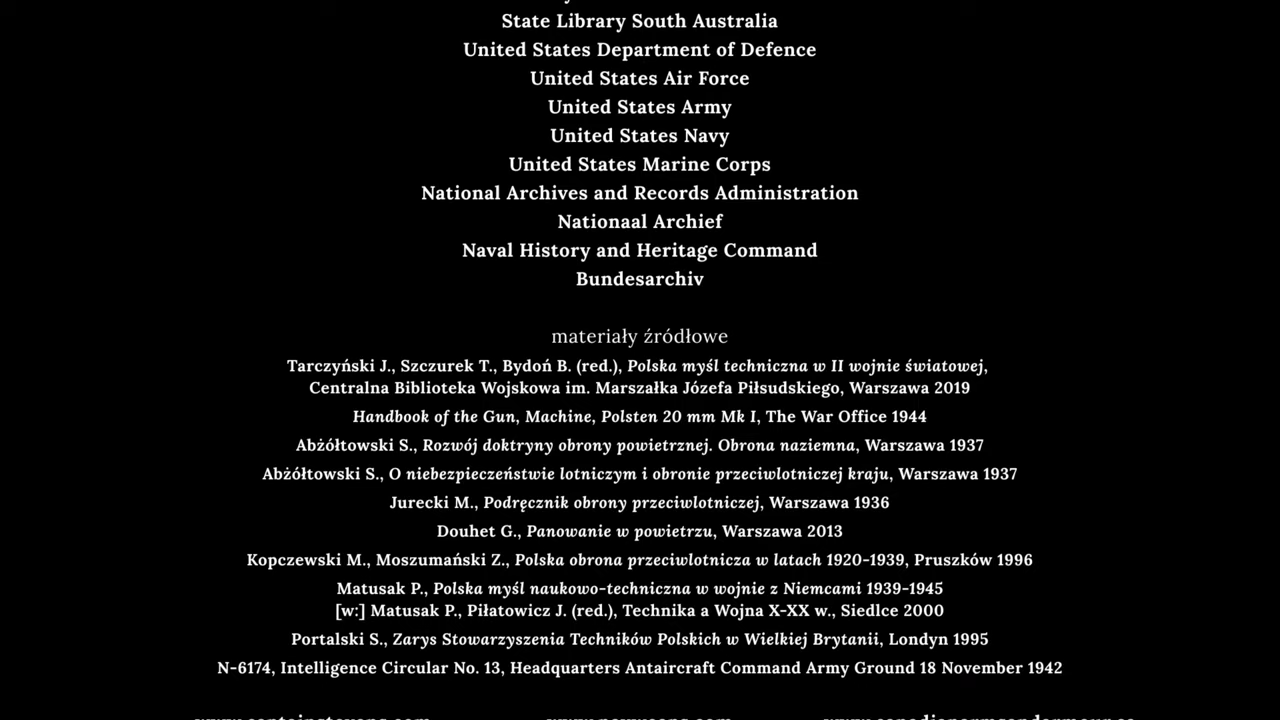 State Library South Australia
United States Department of Defence
United States Air Force
United States Army
United States Navy
United States Marine Corps
National Archives and Records Administration
Nationaal Archief
Naval History and Heritage Command
Bundesarchiv
materiały źródłowe
Tarczyński J., Szczurek T., Bydoń B. (red.), Polska myśl techniczna w II wojnie światowej,
Centralna Biblioteka Wojskowa im. Marszałka Józefa Piłsudskiego, Warszawa 2019
Handbook of the Gun, Machine, Polsten 20 mm Mk I, The War Office 1944
Abżółtowski S., Rozwój doktryny obrony powietrznej. Obrona naziemna, Warszawa 1937
Abżółtowski S., O niebezpieczeństwie lotniczym i obronie przeciwlotniczej kraju, Warszawa 1937
Jurecki M., Podręcznik obrony przeciwlotniczej, Warszawa 1936
Douhet G., Panowanie w powietrzu, Warszawa 2013
Kopczewski M., Moszumański Z., Polska obrona przeciwlotnicza w latach 1920-1939, Pruszków 1996
Matusak P., Polska myśl naukowo-techniczna w wojnie z Niemcami 1939-1945
[w:] Matusak P., Piłatowicz J. (red.), Technika a Wojna X-XX w., Siedlce 2000
Portalski S., Zarys Stowarzyszenia Techników Polskich w Wielkiej Brytanii, Londyn 1995
N-6174, Intelligence Circular No. 13, Headquarters Antaircraft Command Army Ground 18 November 1942